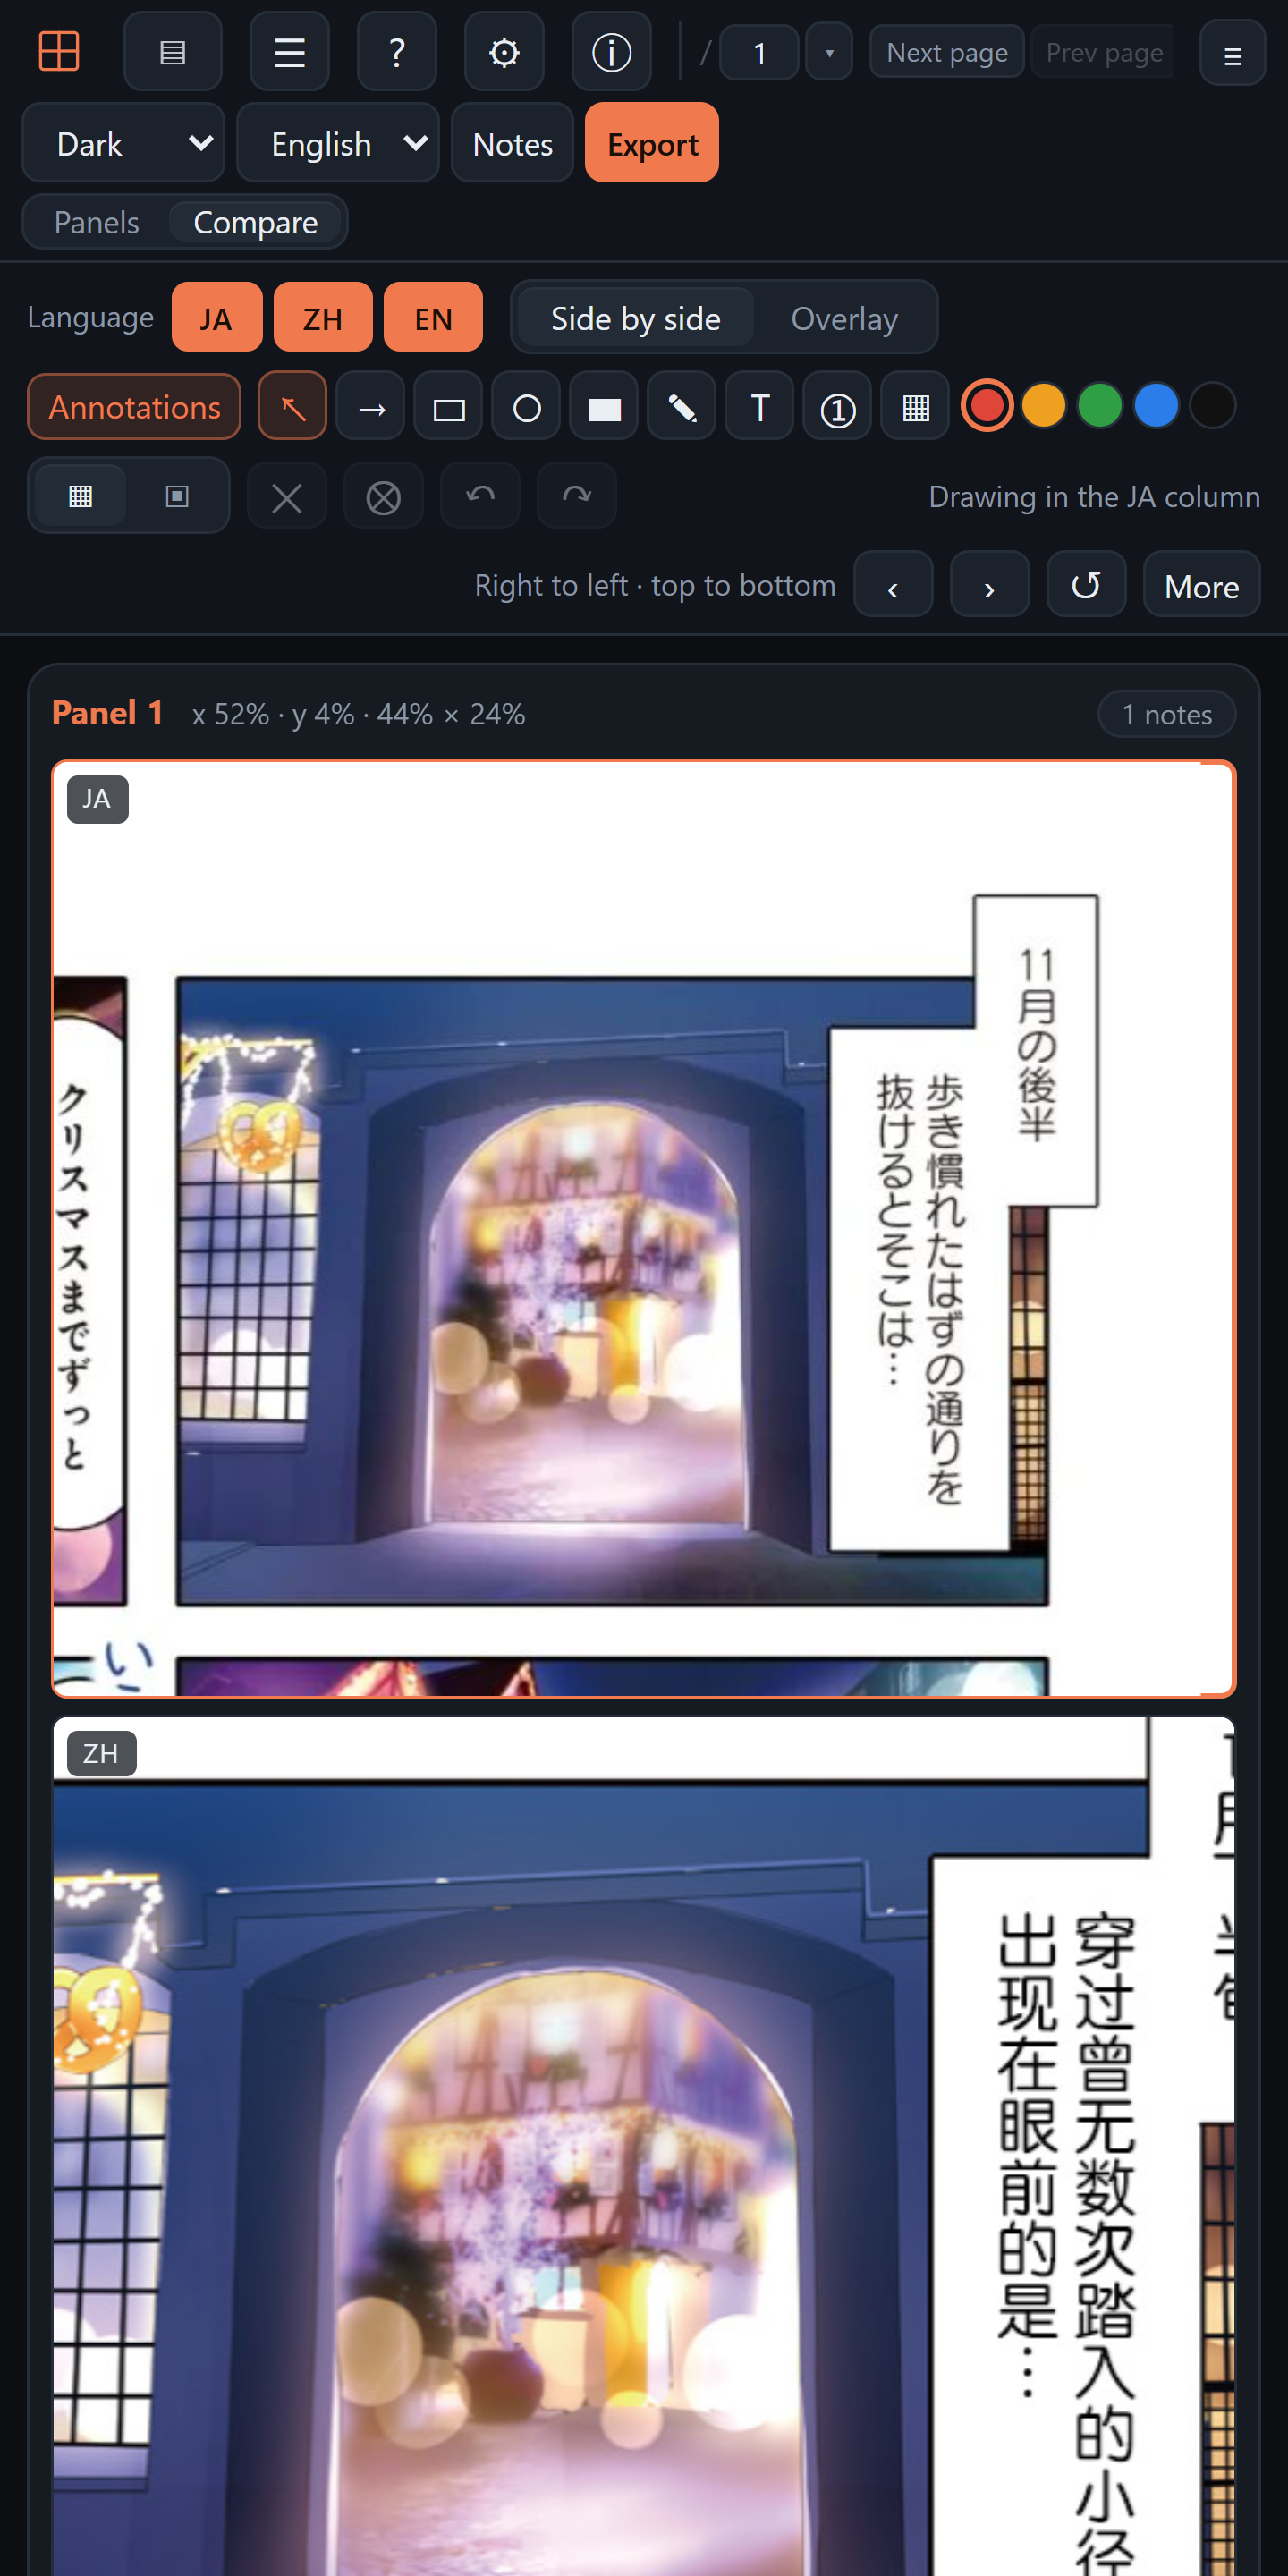 ? / 1 Next page Prev page
Dark English Notes Export
Panels Compare
Language JA ZH EN Side by side Overlay
Annotations T 1
Drawing in the JA column
Right to left · top to bottom ‹ › More
Panel 1 x 52% · y 4% · 44% × 24% 1 notes
JA
11月の後半
歩き慣れたはずの通りを
抜けるとそこは…
クリスマスまでずっと
い
ZH
穿过曾无数次踏入的小径
出现在眼前的是…